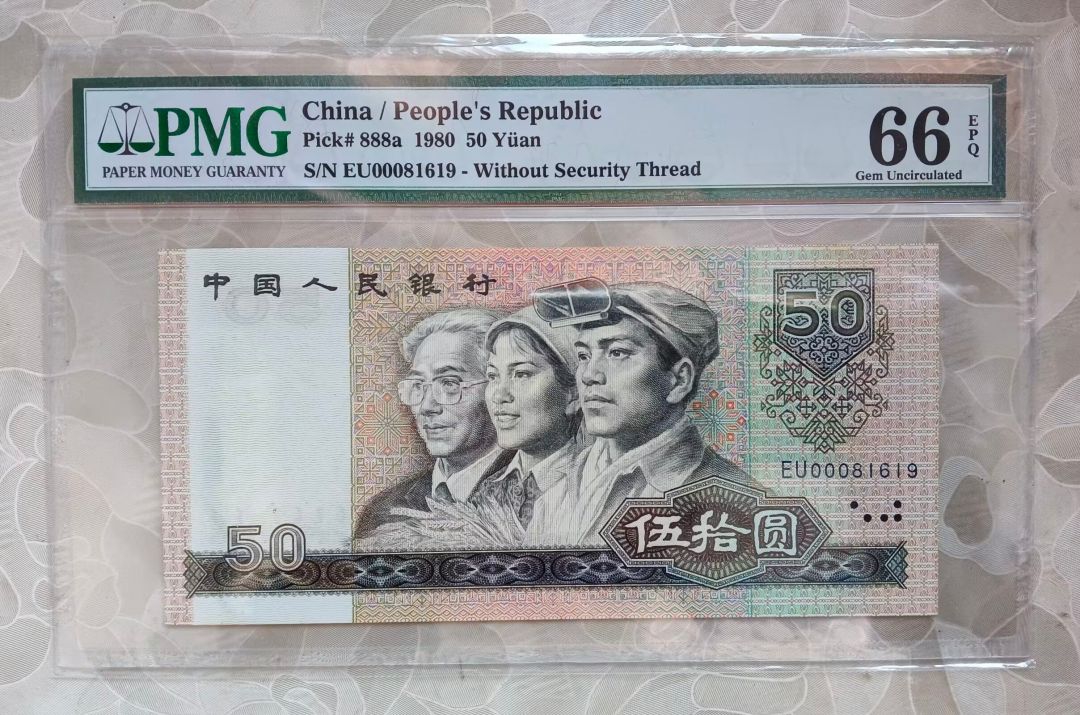 PMG
PAPER MONEY GUARANTY
China / People's Republic
Pick# 888a 1980 50 Yüan
S/N EU00081619 - Without Security Thread
66 EPQ
Gem Uncirculated
中国人民银行
50
EU00081619
伍拾圆
50